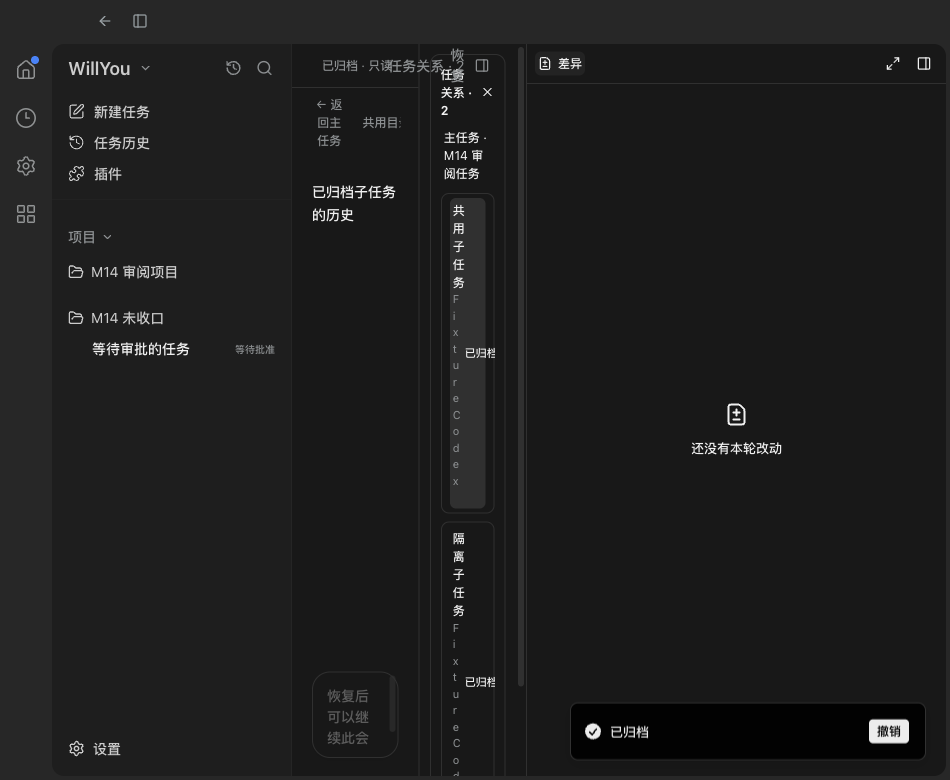 WillYou
新建任务
任务历史
插件
项目
M14 审阅项目
M14 未收口
等待审批的任务
等待批准
设置
已归档 · 只读
任务关系 · 2
恢
← 返
回主
任务
共用目
已归档子任务
的历史
恢复后
可以继
续此会
任务
关系 ·
2
主任务 ·
M14 审
阅任务
共
用
子
任
务
F
i
x
t
u
r
e
C
o
d
e
x
已归档
隔
离
子
任
务
F
i
x
t
u
r
e
C
o
d
已归档
差异
还没有本轮改动
已归档
撤销